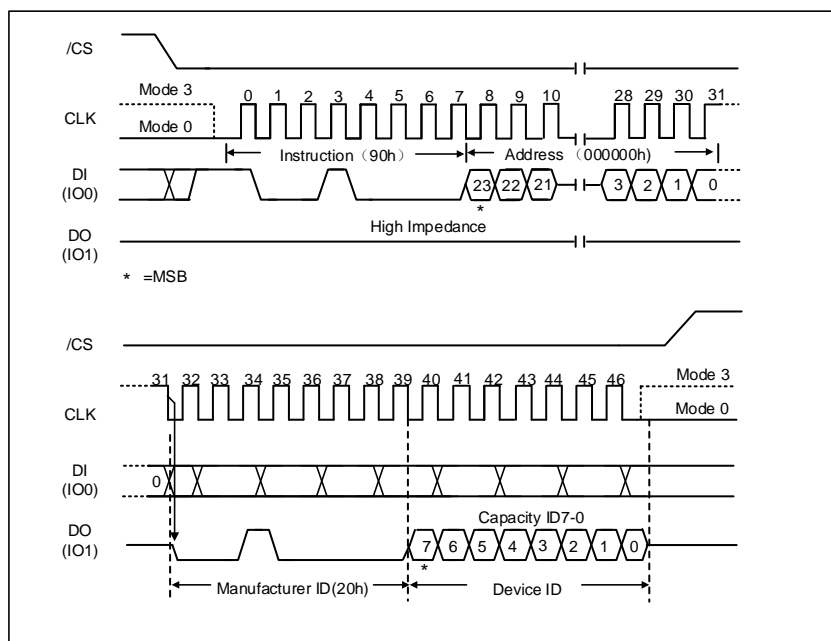 /CS
Mode 3
0 1 2 3 4 5 6 7 8 9 10 28 29 30 31
CLK
Mode 0
Instruction（90h） Address（000000h）
DI
(IO0)
23 22 21 3 2 1 0
*
High Impedance
DO
(IO1)
* =MSB
/CS
31 32 33 34 35 36 37 38 39 40 41 42 43 44 45 46
Mode 3
CLK
Mode 0
DI
(IO0)
0
Capacity ID7-0
DO
(IO1)
7 6 5 4 3 2 1 0
*
Manufacturer ID(20h) Device ID